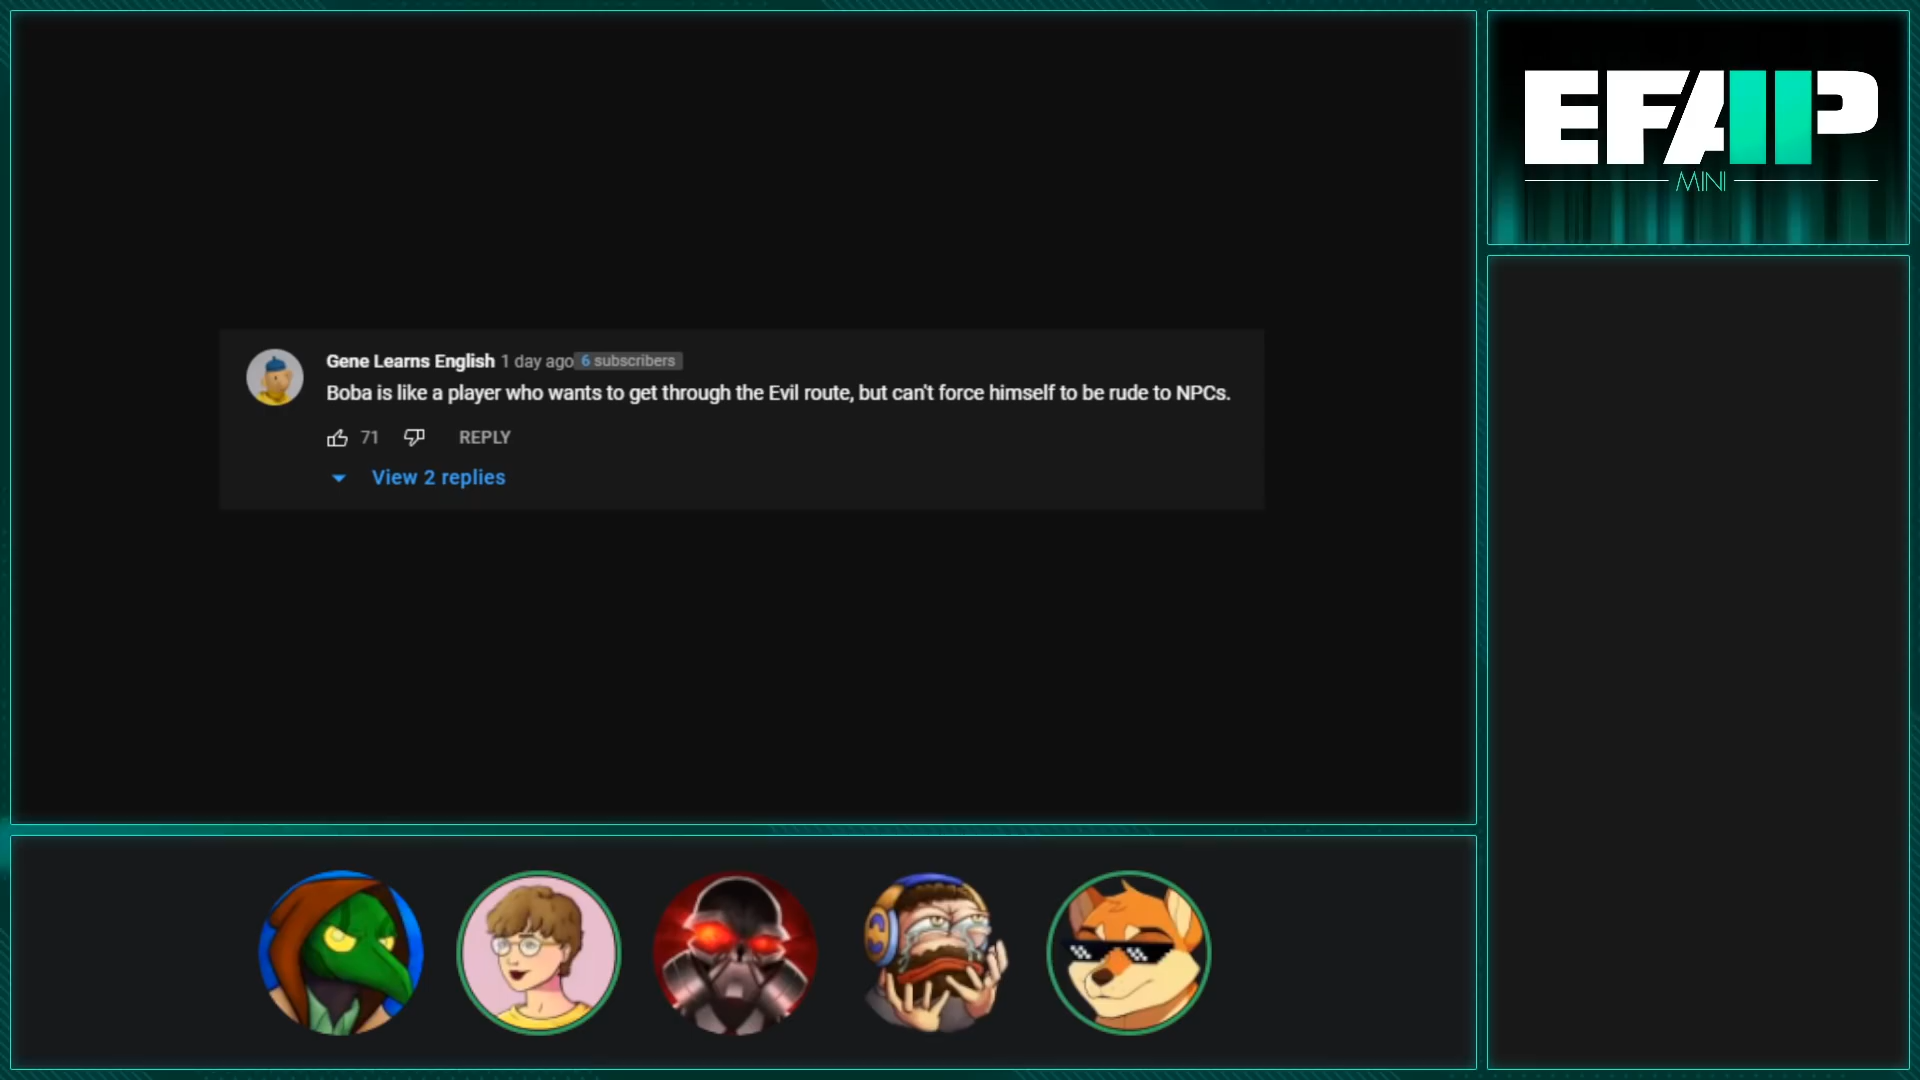 EFAP
MINI
Gene Learns English 1 day ago 6 subscribers
Boba is like a player who wants to get through the Evil route, but can't force himself to be rude to NPCs.
71 REPLY
View 2 replies